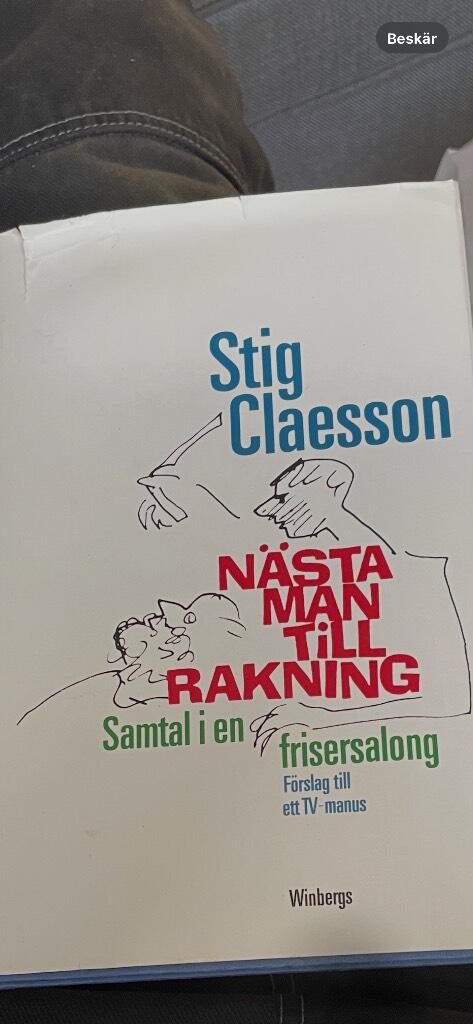 Beskär
Stig
Claesson
NÄSTA
MAN
TiLL
RAKNING
Samtal i en
frisersalong
Förslag till
ett TV-manus
Winbergs